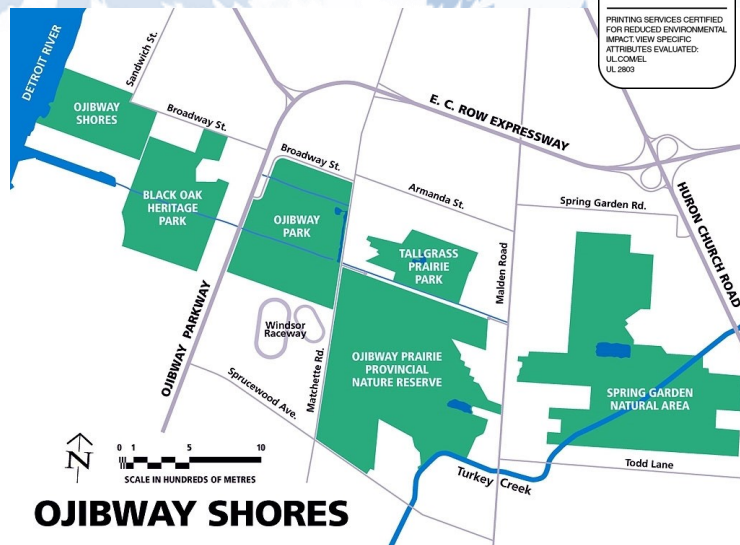 PRINTING SERVICES CERTIFIED
FOR REDUCED ENVIRONMENTAL
IMPACT. VIEW SPECIFIC
ATTRIBUTES EVALUATED:
UL.COM/EL
UL 2803
DETROIT RIVER
Sandwich St.
OJIBWAY
SHORES
Broadway St.
E. C. ROW EXPRESSWAY
Broadway St.
BLACK OAK
HERITAGE
PARK
OJIBWAY
PARK
Armanda St.
Spring Garden Rd.
HURON CHURCH ROAD
TALLGRASS
PRAIRIE
PARK
Malden Road
OJIBWAY PARKWAY
Windsor
Raceway
Matchette Rd.
OJIBWAY PRAIRIE
PROVINCIAL
NATURE RESERVE
Sprucewood Ave.
SPRING GARDEN
NATURAL AREA
Todd Lane
Turkey Creek
N
0 1 5 10
SCALE IN HUNDREDS OF METRES
OJIBWAY SHORES